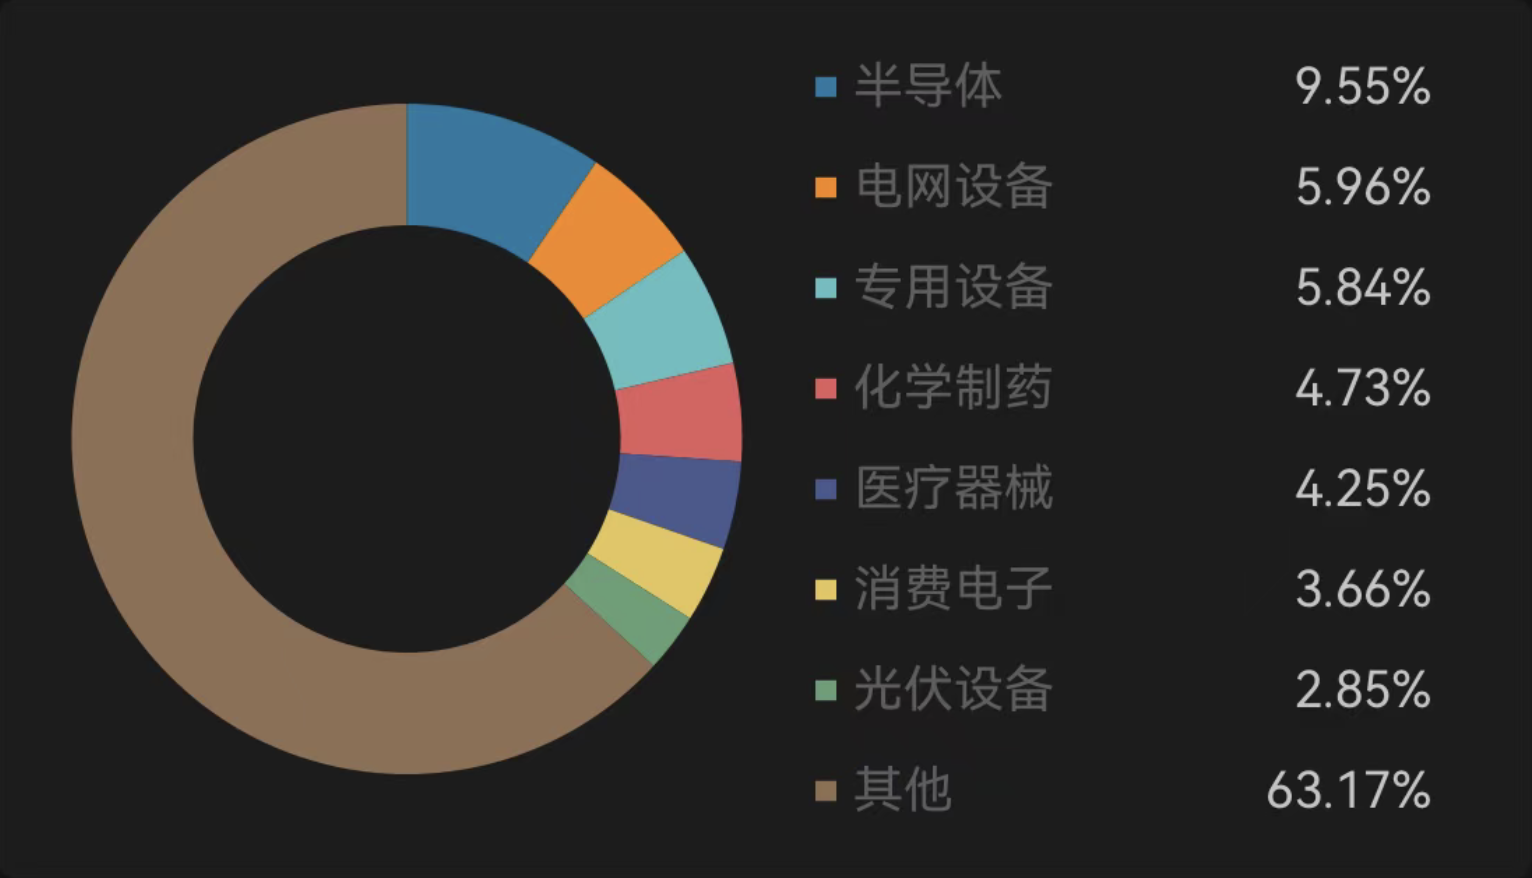 半导体 9.55%
电网设备 5.96%
专用设备 5.84%
化学制药 4.73%
医疗器械 4.25%
消费电子 3.66%
光伏设备 2.85%
其他 63.17%